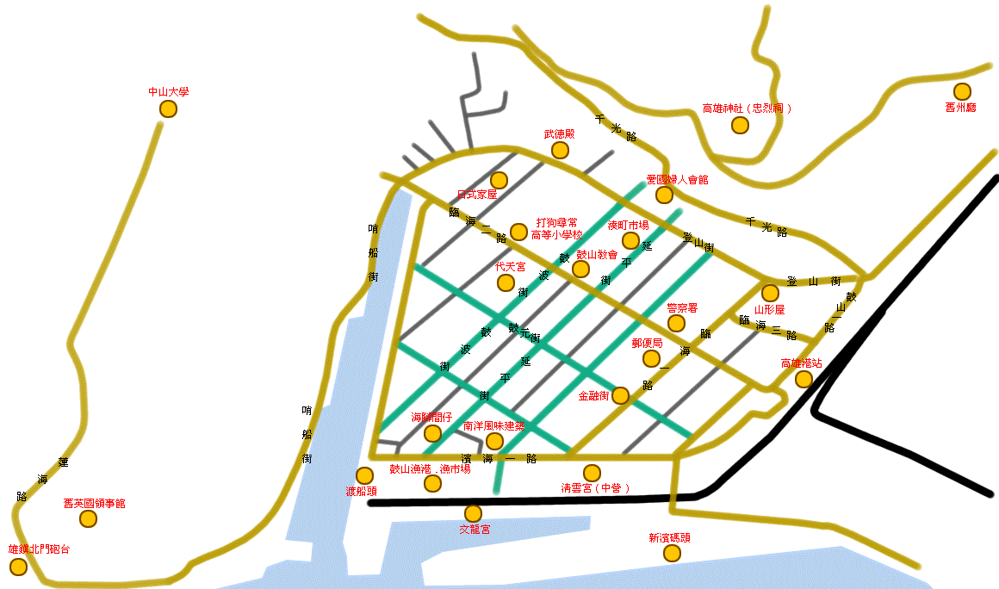 中山大學
高雄神社(忠烈祠)
舊州廳
千光路
武德殿
愛國婦人會館
日式家屋
臨海二路
打狗尋常
高等小學校
湊町市場
千光路
哨船街
鼓波街
延平街
登山街
鼓山教會
代天宮
登山街
山形屋
鼓山一路
警察署
臨海三路
鼓元街
鼓波街
延平街
郵便局
臨海一路
高雄港站
金融街
哨船街
海腳間仔
南洋風味建築
濱海一路
蓮海路
渡船頭
鼓山漁港.漁市場
清雲宮(中營)
舊英國領事館
文龍宮
新濱碼頭
雄鎮北門砲台